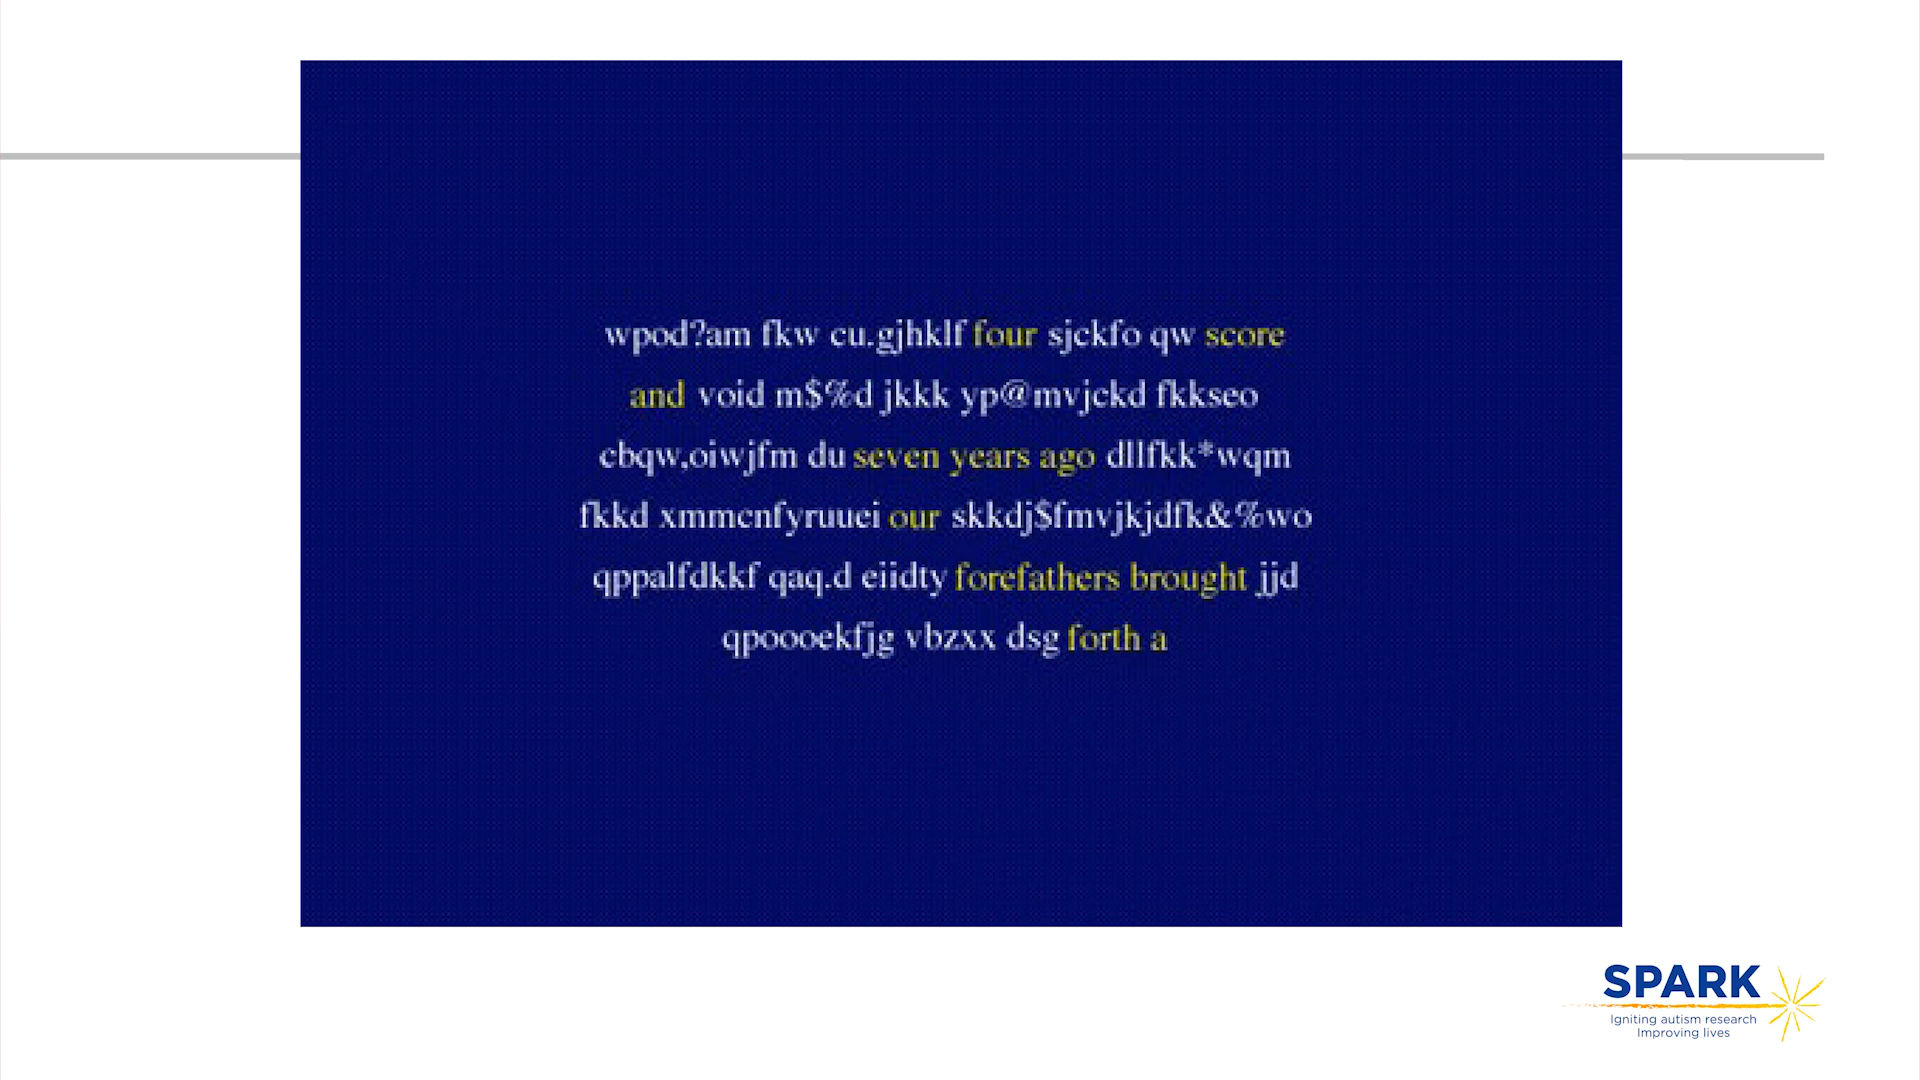 wpod?am fkw cu.gjhklf four sjckfo qw score
and void m$%d jkkk yp@mvjckd fkkseo
cbqw,oiwjfm du seven years ago dllfkk*wqm
fkkd xmmcnfyruuei our skkdj$fmvjkjdfk&%wo
qppalfdkkf qaq.d eiidty forefathers brought jjd
qpoooekfjg vbzxx dsg forth a
SPARK
Igniting autism research
Improving lives